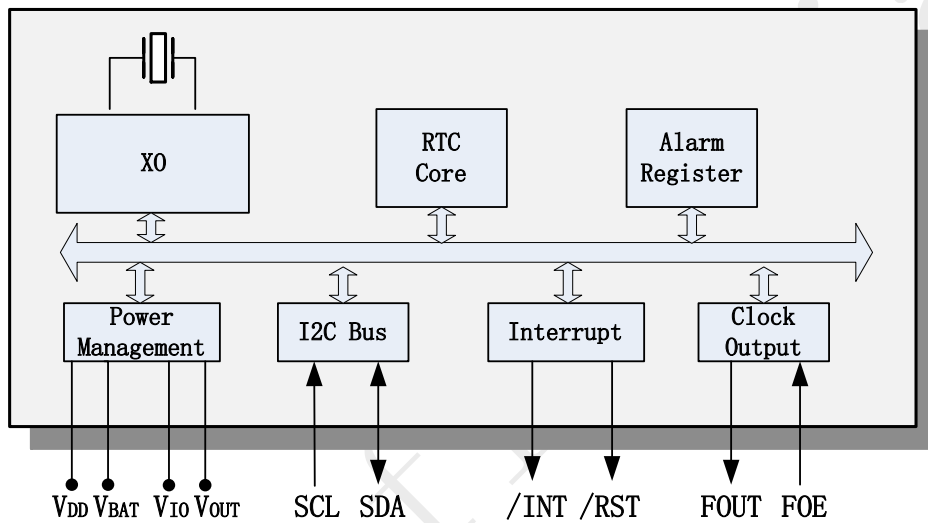 XO
RTC
Core
Alarm
Register
Power
Management
I2C Bus
Interrupt
Clock
Output
VDD VBAT VIO VOUT SCL SDA /INT /RST FOUT FOE